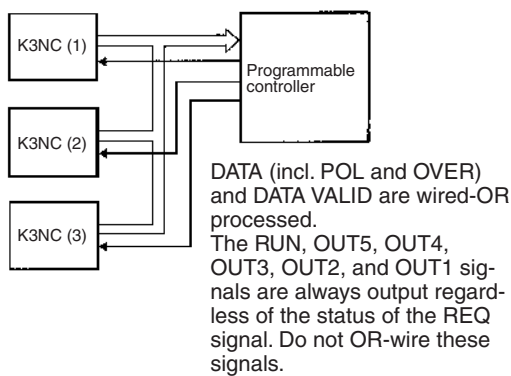 K3NC (1)
Programmable
controller
K3NC (2)
K3NC (3)
DATA (incl. POL and OVER)
and DATA VALID are wired-OR
processed.
The RUN, OUT5, OUT4,
OUT3, OUT2, and OUT1 sig-
nals are always output regard-
less of the status of the REQ
signal. Do not OR-wire these
signals.